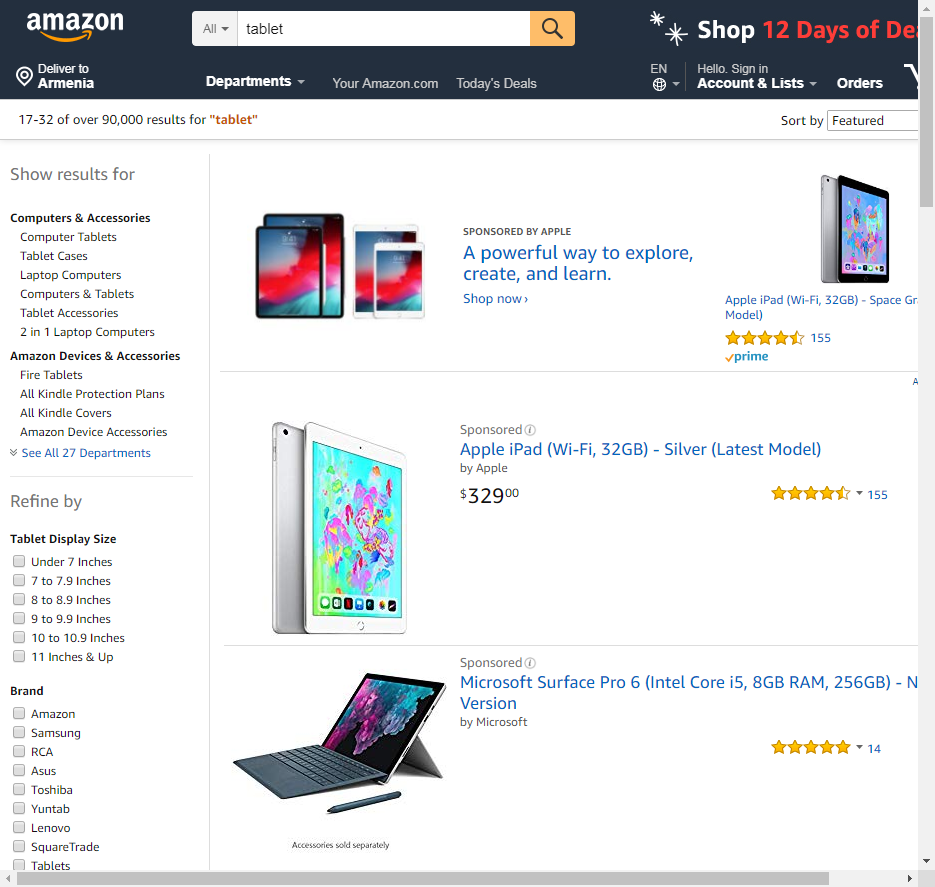 amazon
All
tablet
Shop 12 Days of Dea
Deliver to
Armenia
Departments
Your Amazon.com
Today's Deals
EN
Hello. Sign in
Account & Lists
Orders
17-32 of over 90,000 results for "tablet"
Sort by
Featured
Show results for
Computers & Accessories
Computer Tablets
Tablet Cases
Laptop Computers
Computers & Tablets
Tablet Accessories
2 in 1 Laptop Computers
Amazon Devices & Accessories
Fire Tablets
All Kindle Protection Plans
All Kindle Covers
Amazon Device Accessories
See All 27 Departments
Refine by
Tablet Display Size
Under 7 Inches
7 to 7.9 Inches
8 to 8.9 Inches
9 to 9.9 Inches
10 to 10.9 Inches
11 Inches & Up
Brand
Amazon
Samsung
RCA
Asus
Toshiba
Yuntab
Lenovo
SquareTrade
Tablets
SPONSORED BY APPLE
A powerful way to explore,
create, and learn.
Shop now ›
Apple iPad (Wi-Fi, 32GB) - Space Gr
Model)
155
prime
A
Sponsored
Apple iPad (Wi-Fi, 32GB) - Silver (Latest Model)
by Apple
$329 00
155
Sponsored
Microsoft Surface Pro 6 (Intel Core i5, 8GB RAM, 256GB) - N
Version
by Microsoft
14
Accessories sold separately